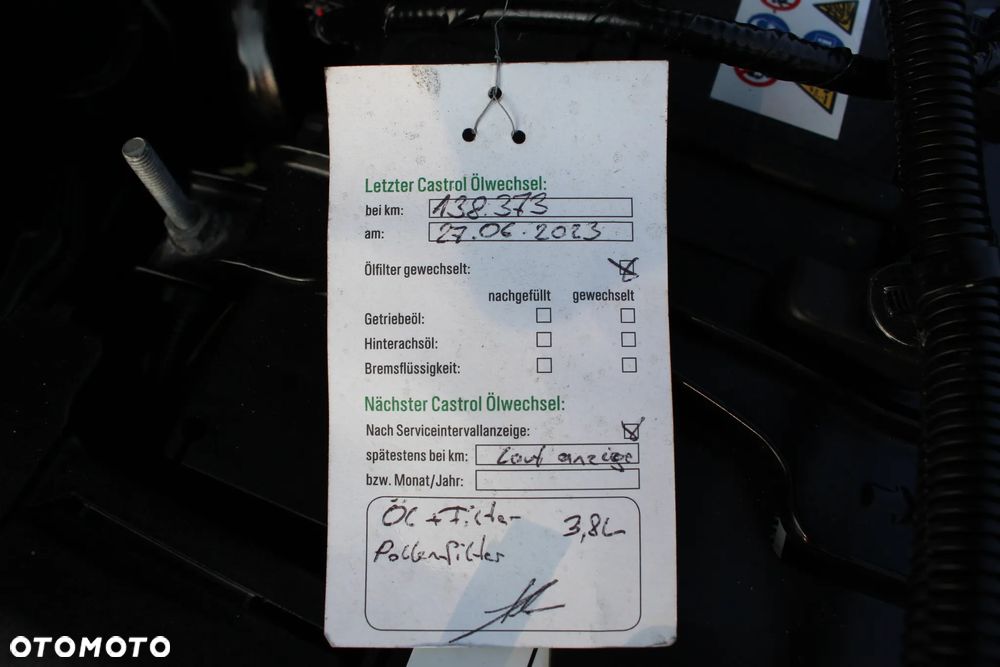 Letzter Castrol Ölwechsel:
bei km: 138.373
am: 27.06.2023
Ölfilter gewechselt:
nachgefüllt gewechselt
Getriebeöl:
Hinterachsöl:
Bremsflüssigkeit:
Nächster Castrol Ölwechsel:
Nach Serviceintervallanzeige:
spätestens bei km: Lauf anzeige
bzw. Monat/Jahr:
Öl + Filter 3,8L
Pollenfilter
OTOMOTO